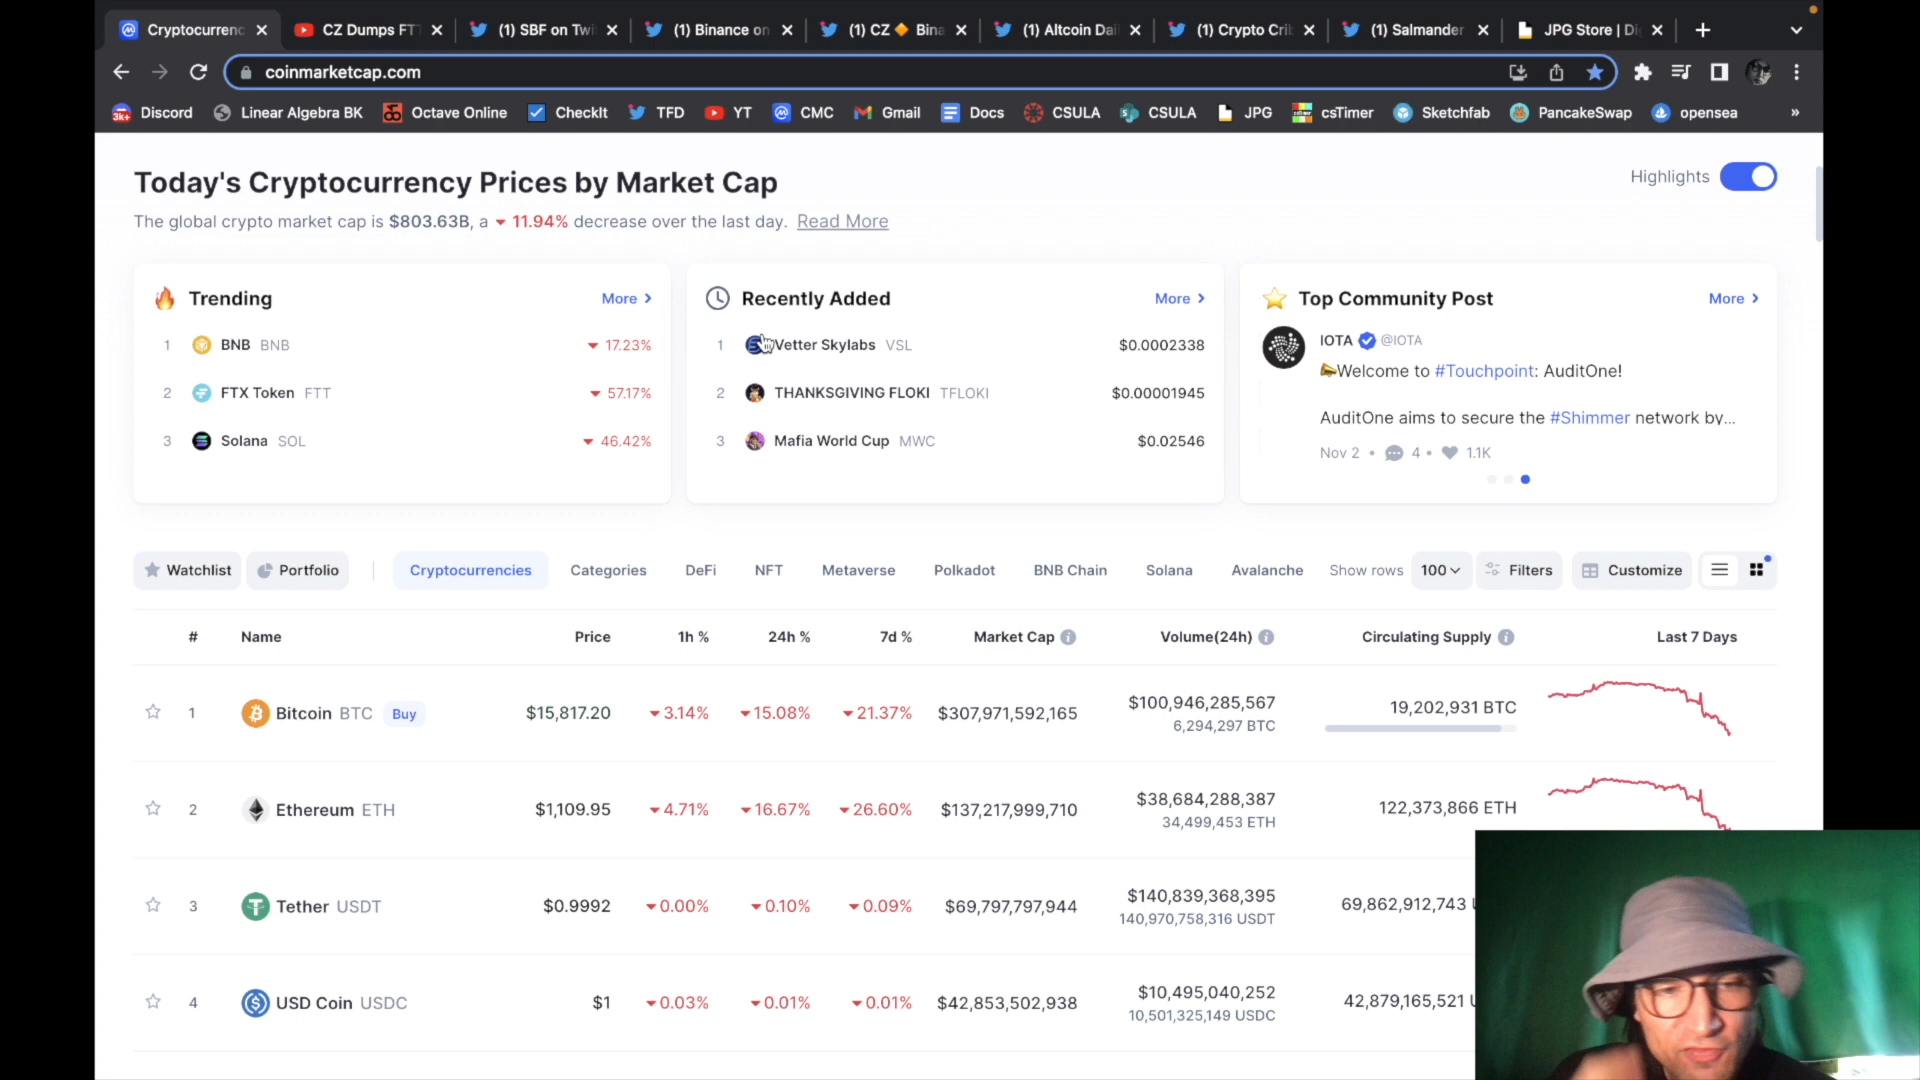 Cryptocurrenc
CZ Dumps FT
(1) SBF on Twi
(1) Binance on
(1) CZ 🔶 Bina
(1) Altcoin Dai
(1) Crypto Cri
(1) Salmander
JPG Store | Di
coinmarketcap.com
3k+ Discord Linear Algebra BK Octave Online CheckIt TFD YT CMC Gmail Docs CSULA CSULA JPG csTimer Sketchfab PancakeSwap opensea »
Today's Cryptocurrency Prices by Market Cap
Highlights
The global crypto market cap is $803.63B, a ▼ 11.94% decrease over the last day. Read More
Trending More >
1 BNB BNB ▼ 17.23%
2 FTX Token FTT ▼ 57.17%
3 Solana SOL ▼ 46.42%
Recently Added More >
1 Vetter Skylabs VSL $0.0002338
2 THANKSGIVING FLOKI TFLOKI $0.00001945
3 Mafia World Cup MWC $0.02546
Top Community Post More >
IOTA @IOTA
📣Welcome to #Touchpoint: AuditOne!
AuditOne aims to secure the #Shimmer network by...
Nov 2 • 4 • 1.1K
Watchlist Portfolio Cryptocurrencies Categories DeFi NFT Metaverse Polkadot BNB Chain Solana Avalanche Show rows 100 Filters Customize
# Name Price 1h % 24h % 7d % Market Cap Volume(24h) Circulating Supply Last 7 Days
1 Bitcoin BTC Buy $15,817.20 ▼3.14% ▼15.08% ▼21.37% $307,971,592,165 $100,946,285,567 19,202,931 BTC
6,294,297 BTC
2 Ethereum ETH $1,109.95 ▼4.71% ▼16.67% ▼26.60% $137,217,999,710 $38,684,288,387 122,373,866 ETH
34,499,453 ETH
3 Tether USDT $0.9992 ▼0.00% ▼0.10% ▼0.09% $69,797,797,944 $140,839,368,395 69,862,912,743
140,970,758,316 USDT
4 USD Coin USDC $1 ▼0.03% ▼0.01% ▼0.01% $42,853,502,938 $10,495,040,252 42,879,165,521
10,501,325,149 USDC